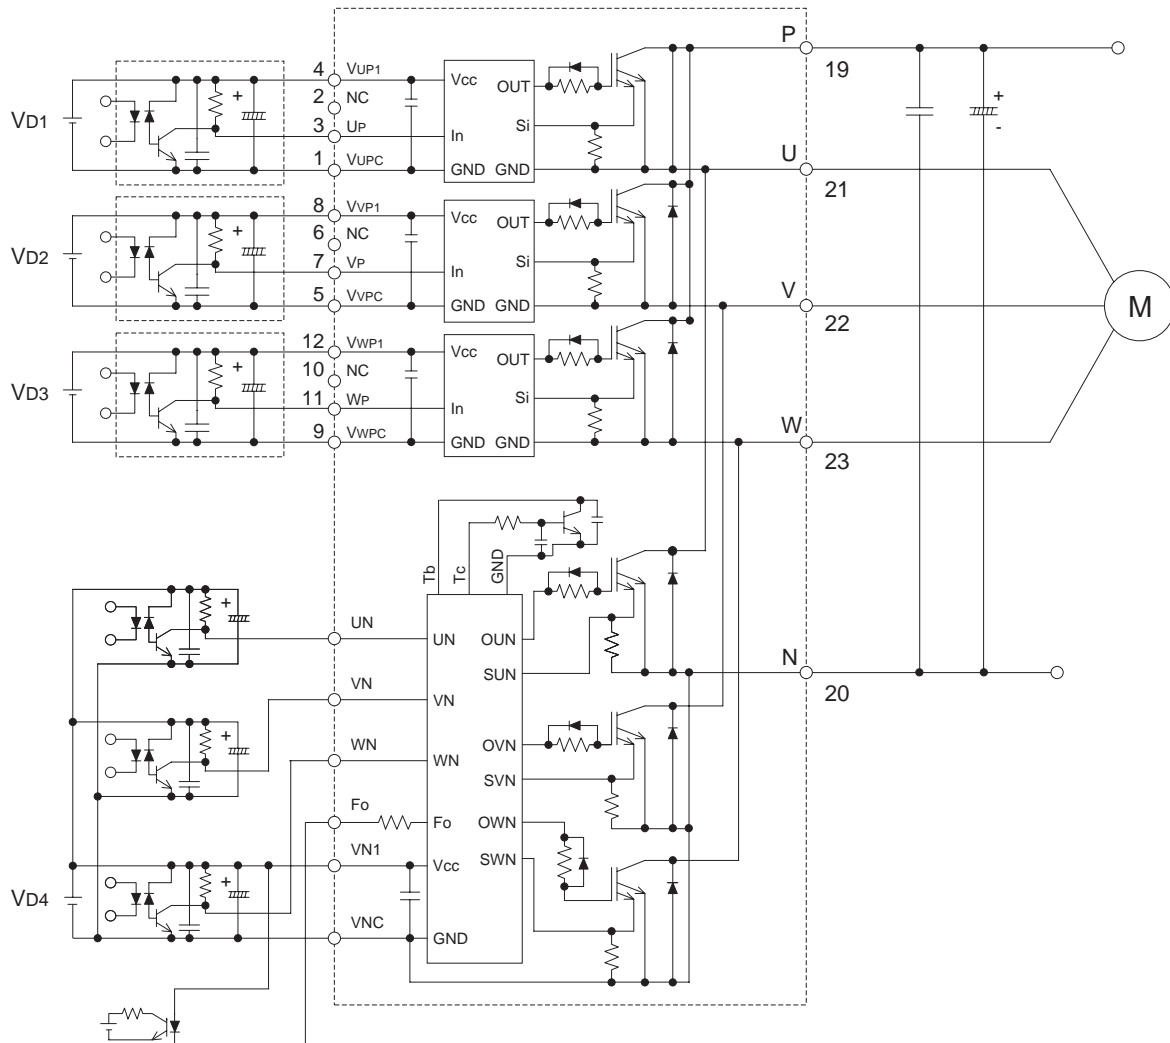 P
19
4 VUP1
2 NC
3 UP
1 VUPC
VD1
+
Vcc
OUT
In
Si
GND GND
+
-
U
21
8 VVP1
6 NC
7 VP
5 VVPC
VD2
+
Vcc
OUT
In
Si
GND GND
V
22
M
12 VWP1
10 NC
11 WP
9 VWPC
VD3
+
Vcc
OUT
In
Si
GND GND
W
23
Tb
Tc
GND
+
UN
UN
OUN
SUN
N
20
+
VN
VN
OVN
SVN
WN
WN
Fo
Fo
OWN
SWN
VN1
Vcc
VD4
+
VNC
GND